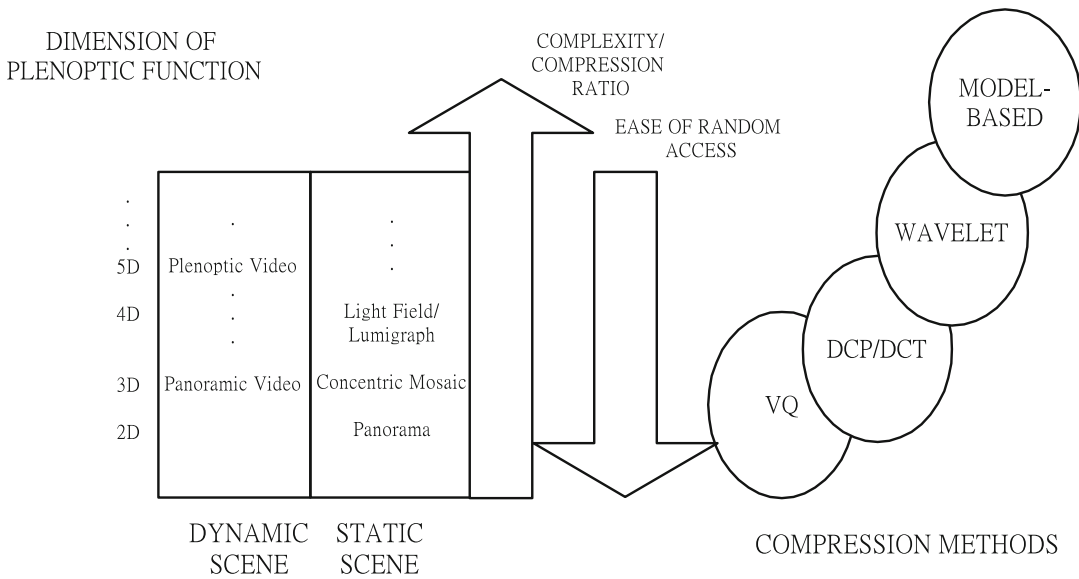 DIMENSION OF
PLENOPTIC FUNCTION
COMPLEXITY/
COMPRESSION
RATIO
EASE OF RANDOM
ACCESS
MODEL-
BASED
WAVELET
DCP/DCT
VQ
5D
Plenoptic Video
4D
Light Field/
Lumigraph
3D
Panoramic Video
Concentric Mosaic
2D
Panorama
DYNAMIC
SCENE
STATIC
SCENE
COMPRESSION METHODS